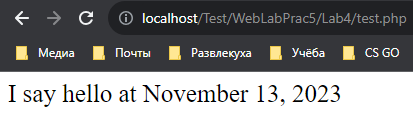 localhost/Test/WebLabPrac5/Lab4/test.php
Медиа Почты Развлекуха Учёба CS GO
I say hello at November 13, 2023